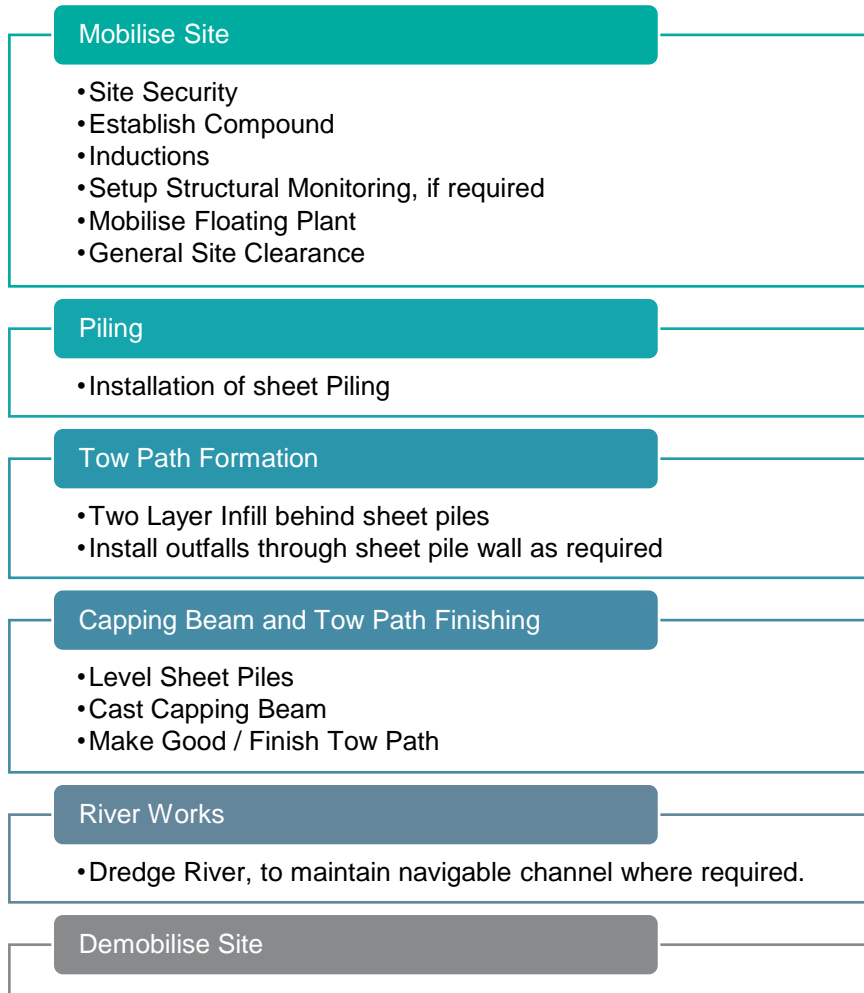 Mobilise Site
•Site Security
•Establish Compound
•Inductions
•Setup Structural Monitoring, if required
•Mobilise Floating Plant
•General Site Clearance
Piling
•Installation of sheet Piling
Tow Path Formation
•Two Layer Infill behind sheet piles
•Install outfalls through sheet pile wall as required
Capping Beam and Tow Path Finishing
•Level Sheet Piles
•Cast Capping Beam
•Make Good / Finish Tow Path
River Works
•Dredge River, to maintain navigable channel where required.
Demobilise Site